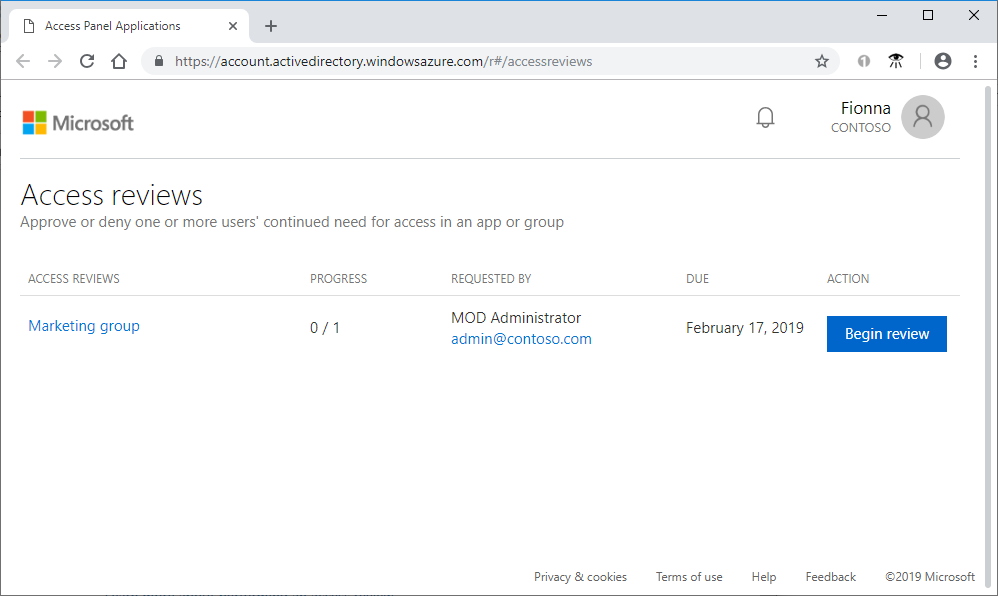 Access Panel Applications
https://account.activedirectory.windowsazure.com/r#/accessreviews
Microsoft
Fionna
CONTOSO
Access reviews
Approve or deny one or more users' continued need for access in an app or group
ACCESS REVIEWS PROGRESS REQUESTED BY DUE ACTION
Marketing group 0 / 1 MOD Administrator February 17, 2019 Begin review
admin@contoso.com
Privacy & cookies Terms of use Help Feedback ©2019 Microsoft